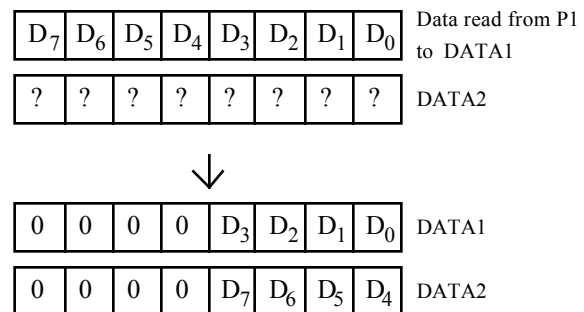 D₇ D₆ D₅ D₄ D₃ D₂ D₁ D₀ Data read from P1
to DATA1
? ? ? ? ? ? ? ? DATA2
0 0 0 0 D₃ D₂ D₁ D₀ DATA1
0 0 0 0 D₇ D₆ D₅ D₄ DATA2